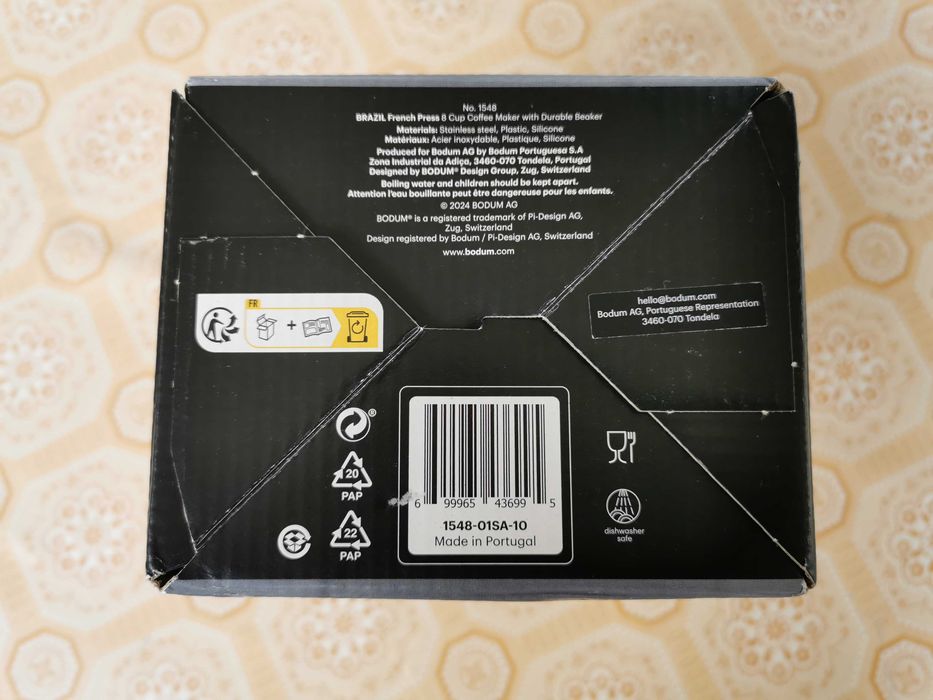 No. 1548
BRAZIL French Press 8 Cup Coffee Maker with Durable Beaker
Materials: Stainless steel, Plastic, Silicone
Matériaux: Acier inoxydable, Plastique, Silicone
Produced for Bodum AG by Bodum Portuguesa S.A
Zona Industrial da Adiça, 3460-070 Tondela, Portugal
Designed by BODUM® Design Group, Zug, Switzerland
Boiling water and children should be kept apart.
Attention l'eau bouillante peut être dangereuse pour les enfants.
© 2024 BODUM AG
BODUM® is a registered trademark of Pi-Design AG,
Zug, Switzerland
Design registered by Bodum / Pi-Design AG, Switzerland
www.bodum.com
FR
+
hello@bodum.com
Bodum AG, Portuguese Representation
3460-070 Tondela
®
20
PAP
22
PAP
6 99965 43699 5
1548-01SA-10
Made in Portugal
dishwasher
safe